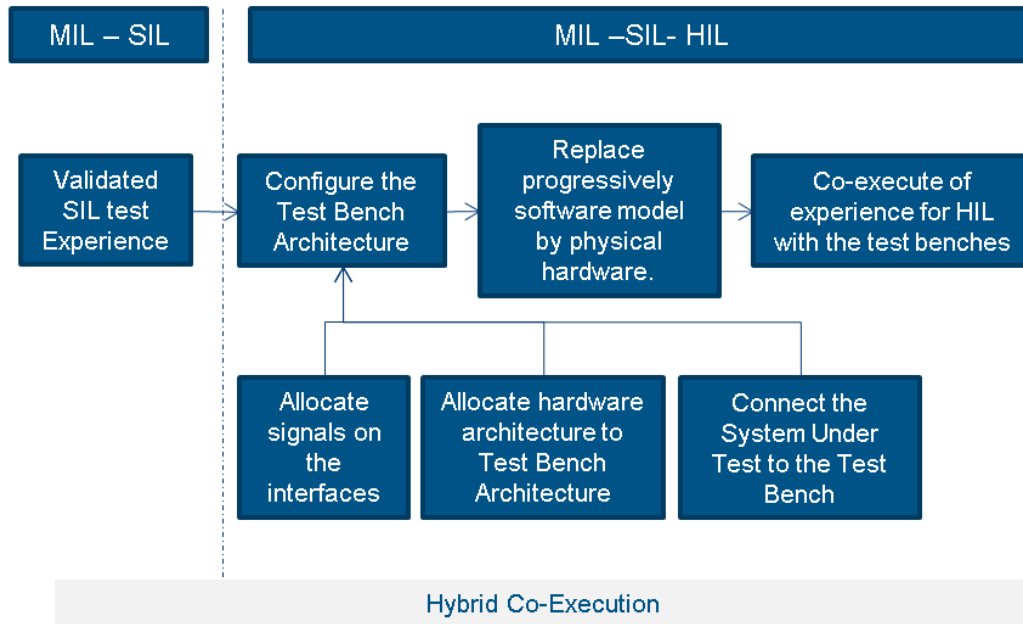 MIL – SIL
MIL –SIL- HIL
Validated
SIL test
Experience
Configure the
Test Bench
Architecture
Replace
progressively
software model
by physical
hardware.
Co-execute of
experience for HIL
with the test benches
Allocate
signals on
the
interfaces
Allocate hardware
architecture to
Test Bench
Architecture
Connect the
System Under
Test to the Test
Bench
Hybrid Co-Execution